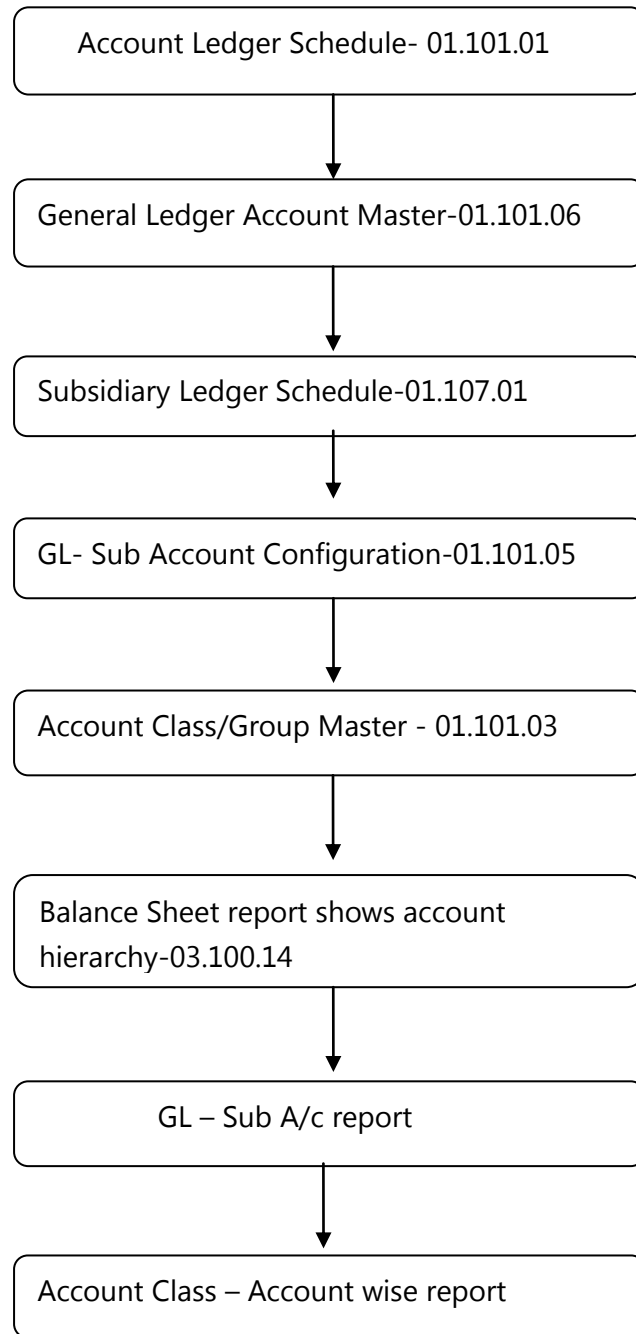 Account Ledger Schedule- 01.101.01
General Ledger Account Master-01.101.06
Subsidiary Ledger Schedule-01.107.01
GL- Sub Account Configuration-01.101.05
Account Class/Group Master - 01.101.03
Balance Sheet report shows account
hierarchy-03.100.14
GL – Sub A/c report
Account Class – Account wise report